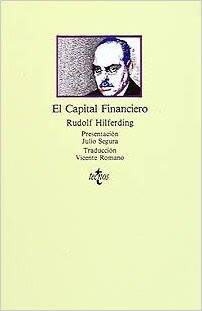 El Capital Financiero
Rudolf Hilferding
Presentación
Julio Segura
Traducción
Vicente Romano
tecnos